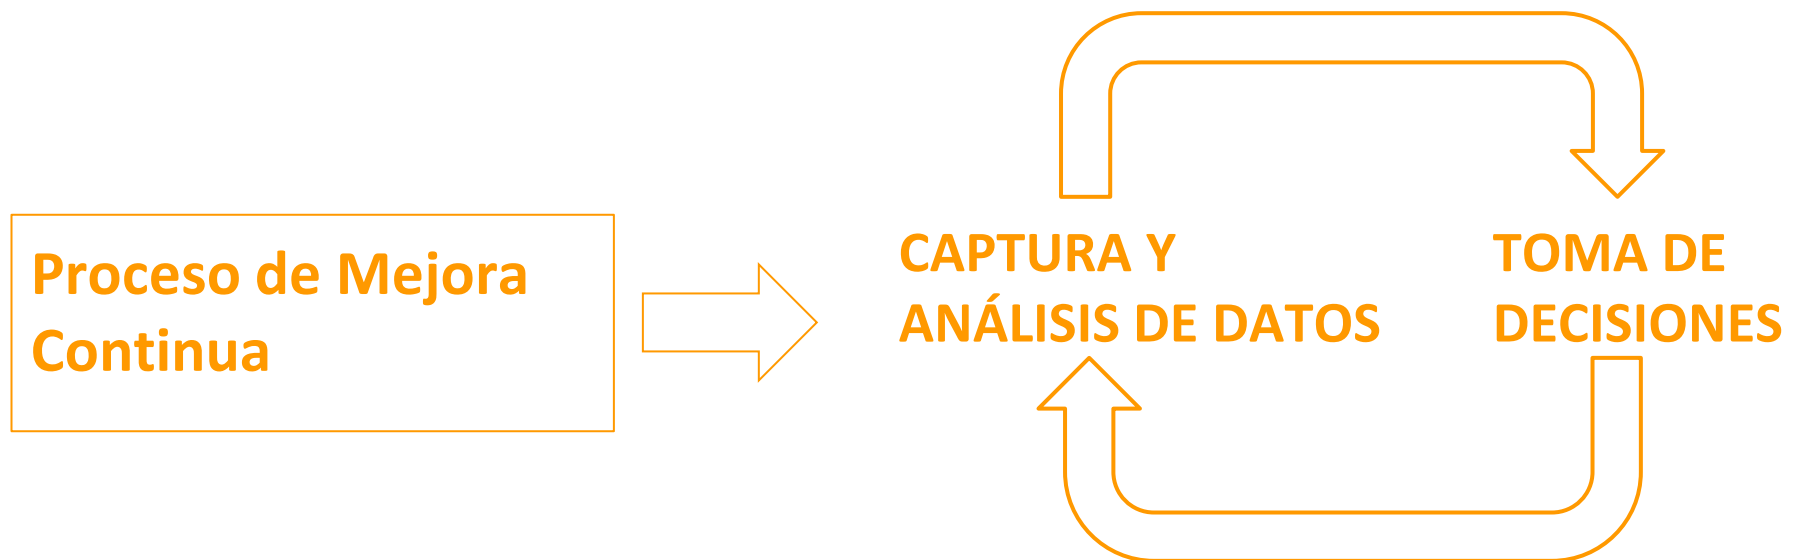 Proceso de Mejora
Continua
CAPTURA Y
ANÁLISIS DE DATOS
TOMA DE
DECISIONES